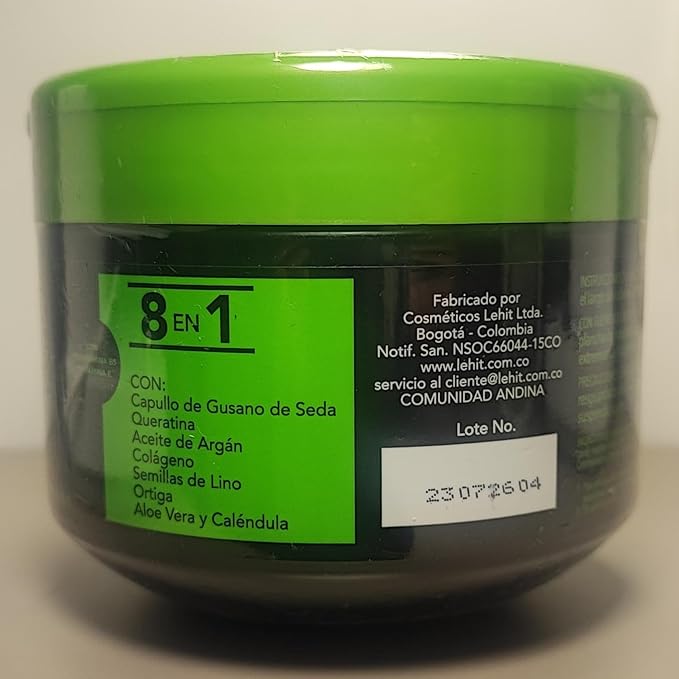 8 EN 1
CON:
Capullo de Gusano de Seda
Queratina
Aceite de Argán
Colágeno
Semillas de Lino
Ortiga
Aloe Vera y Caléndula
Fabricado por
Cosméticos Lehit Ltda.
Bogotá - Colombia
Notif. San. NSOC66044-15CO
www.lehit.com.co
servicio al cliente@lehit.com.co
COMUNIDAD ANDINA
Lote No.
23072604